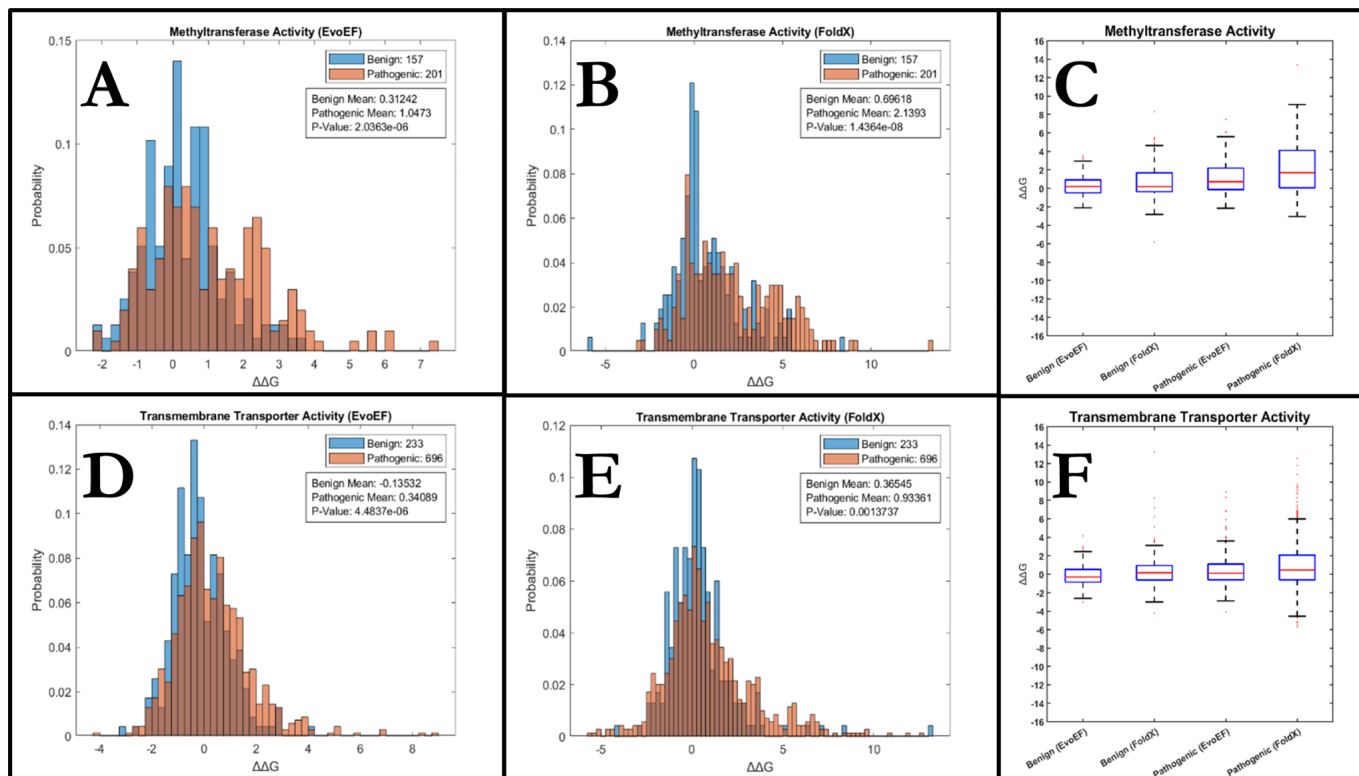 A
Methyltransferase Activity (EvoEF)
Benign: 157
Pathogenic: 201
Benign Mean: 0.31242
Pathogenic Mean: 1.0473
P-Value: 2.0363e-06
Probability
0.15
0.1
0.05
0
-2 -1 0 1 2 3 4 5 6 7
ΔΔG
B
Methyltransferase Activity (FoldX)
Benign: 157
Pathogenic: 201
Benign Mean: 0.69618
Pathogenic Mean: 2.1393
P-Value: 1.4364e-08
Probability
0.14
0.12
0.1
0.08
0.06
0.04
0.02
0
-5 0 5 10
ΔΔG
C
Methyltransferase Activity
ΔΔG
16
14
12
10
8
6
4
2
0
-2
-4
-6
-8
-10
-12
-14
-16
Benign (EvoEF) Benign (FoldX) Pathogenic (EvoEF) Pathogenic (FoldX)
D
Transmembrane Transporter Activity (EvoEF)
Benign: 233
Pathogenic: 696
Benign Mean: -0.13532
Pathogenic Mean: 0.34089
P-Value: 4.4837e-06
Probability
0.14
0.12
0.1
0.08
0.06
0.04
0.02
0
-4 -2 0 2 4 6 8
ΔΔG
E
Transmembrane Transporter Activity (FoldX)
Benign: 233
Pathogenic: 696
Benign Mean: 0.36545
Pathogenic Mean: 0.93361
P-Value: 0.0013737
Probability
0.12
0.1
0.08
0.06
0.04
0.02
0
-5 0 5 10
ΔΔG
F
Transmembrane Transporter Activity
ΔΔG
16
14
12
10
8
6
4
2
0
-2
-4
-6
-8
-10
-12
-14
-16
Benign (EvoEF) Benign (FoldX) Pathogenic (EvoEF) Pathogenic (FoldX)